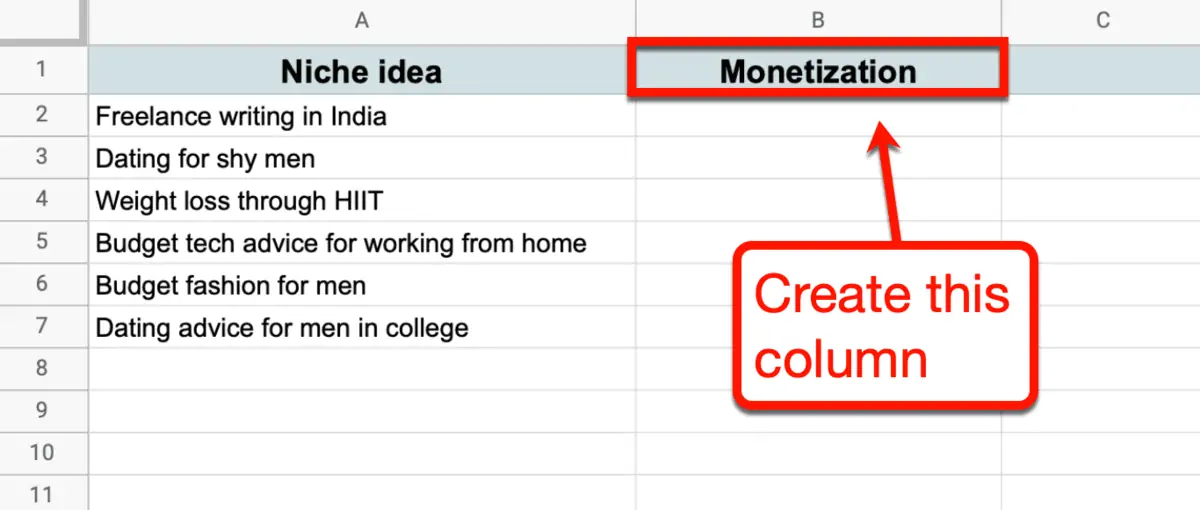 A B C
1 Niche idea Monetization
2 Freelance writing in India
3 Dating for shy men
4 Weight loss through HIIT
5 Budget tech advice for working from home
6 Budget fashion for men
7 Dating advice for men in college
8
9
10
11
Create this
column